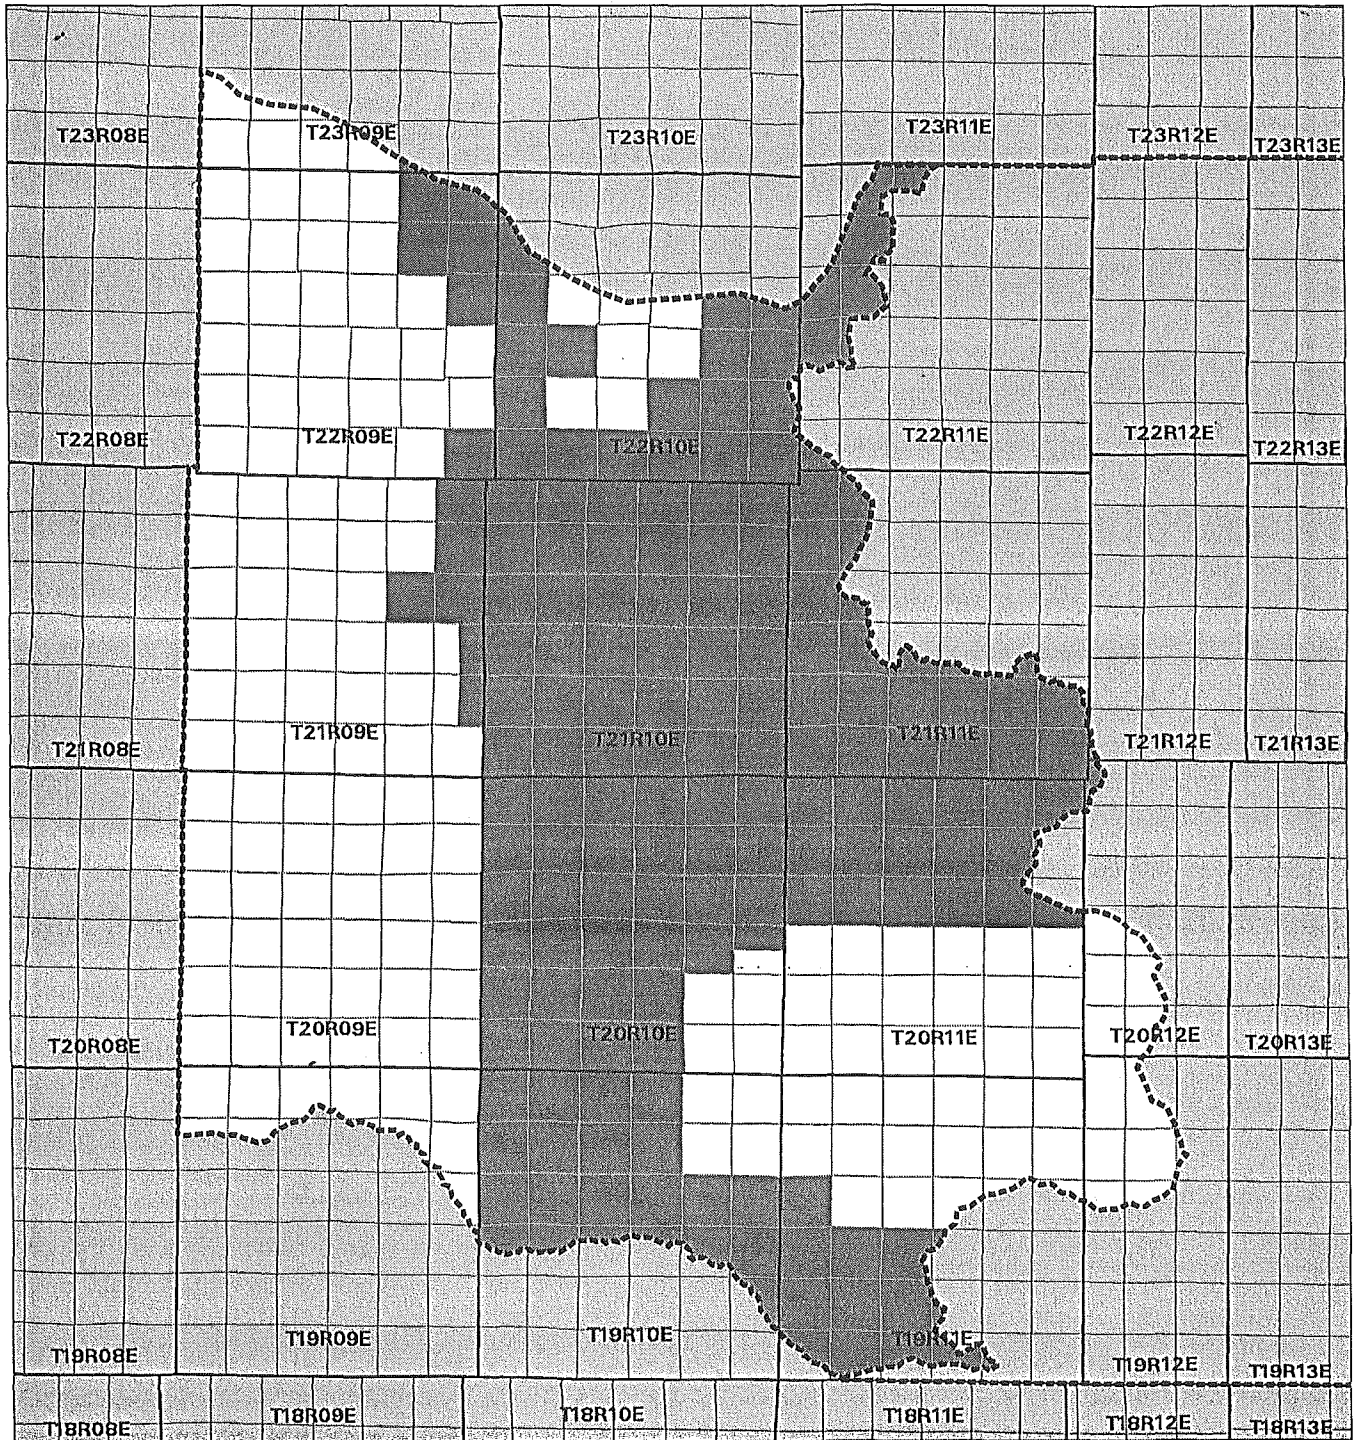 T23R08E T23R09E T23R10E T23R11E T23R12E T23R13E
T22R08E T22R09E T22R10E T22R11E T22R12E T22R13E
T21R08E T21R09E T21R10E T21R11E T21R12E T21R13E
T20R08E T20R09E T20R10E T20R11E T20R12E T20R13E
T19R08E T19R09E T19R10E T19R11E T19R12E T19R13E
T18R08E T18R09E T18R10E T18R11E T18R12E T18R13E